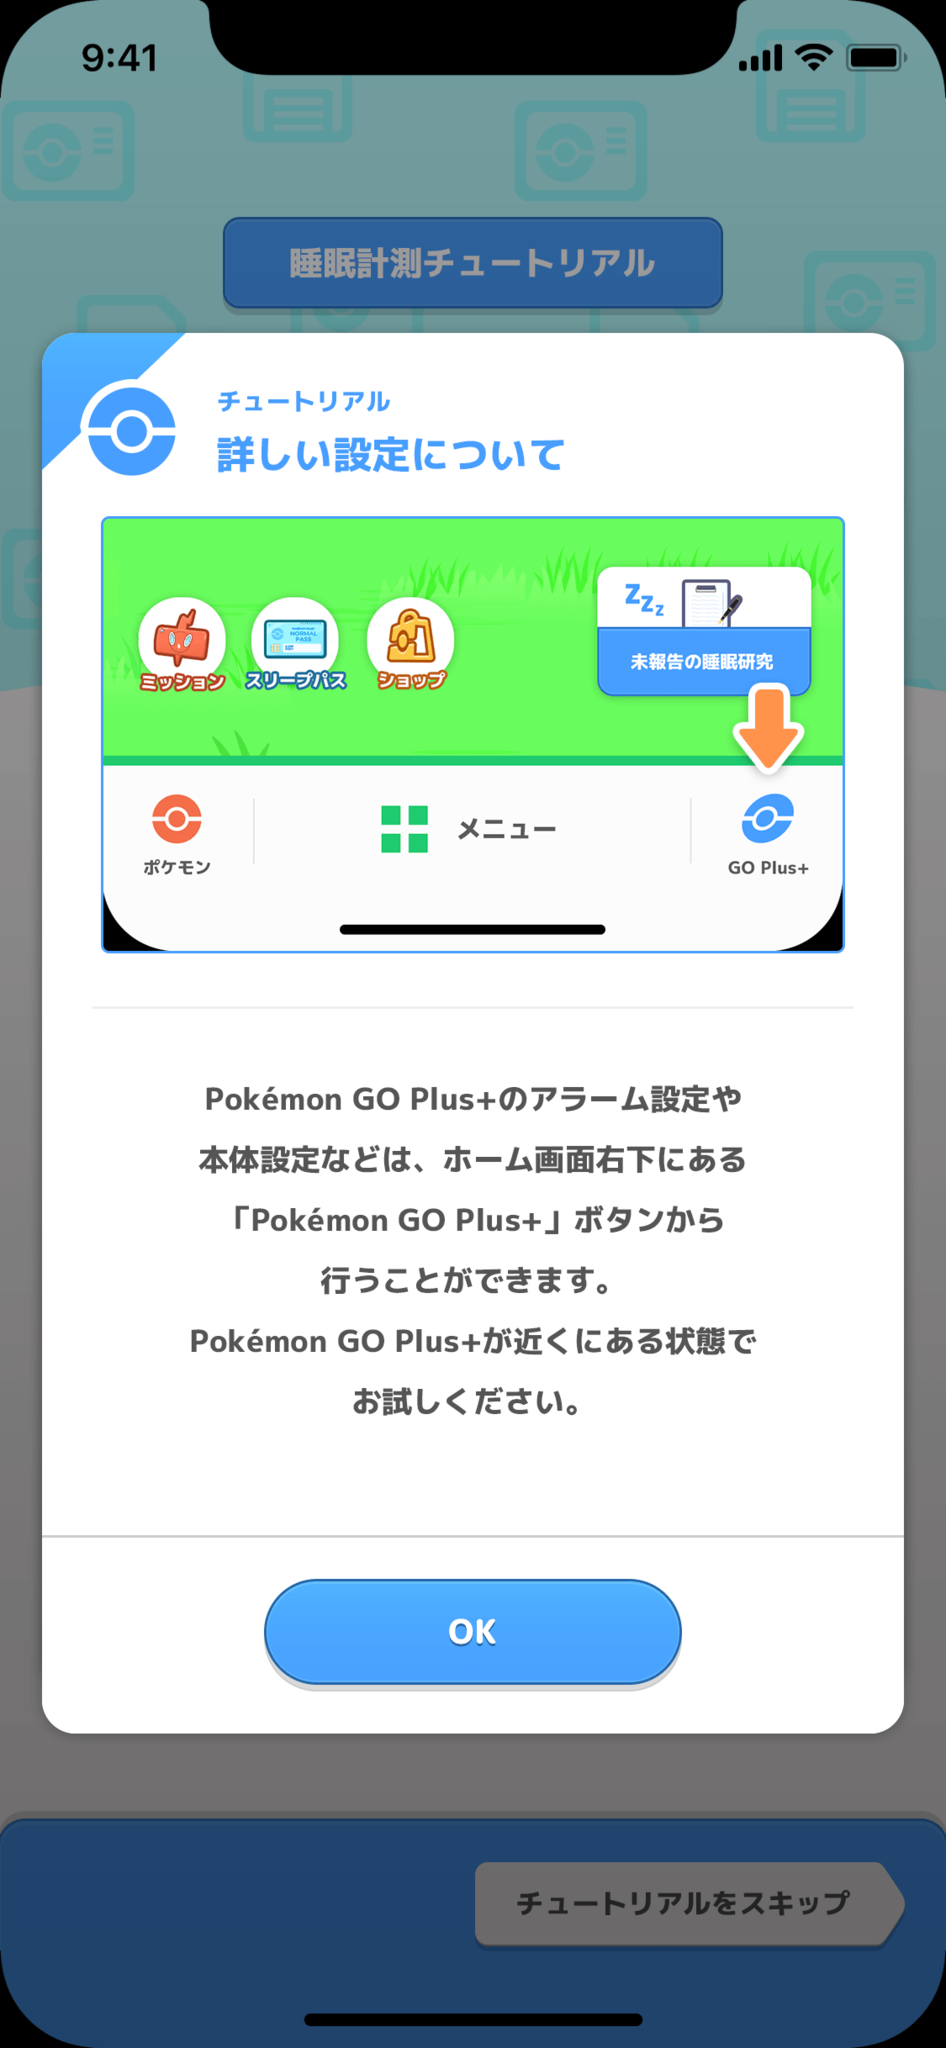 9:41
睡眠計測チュートリアル
チュートリアル
詳しい設定について
NORMAL
PASS
未報告の睡眠研究
ミッション
スリープパス
ショップ
ポケモン
メニュー
GO Plus+
Pokémon GO Plus+のアラーム設定や
本体設定などは、ホーム画面右下にある
「Pokémon GO Plus+」ボタンから
行うことができます。
Pokémon GO Plus+が近くにある状態で
お試しください。
OK
チュートリアルをスキップ